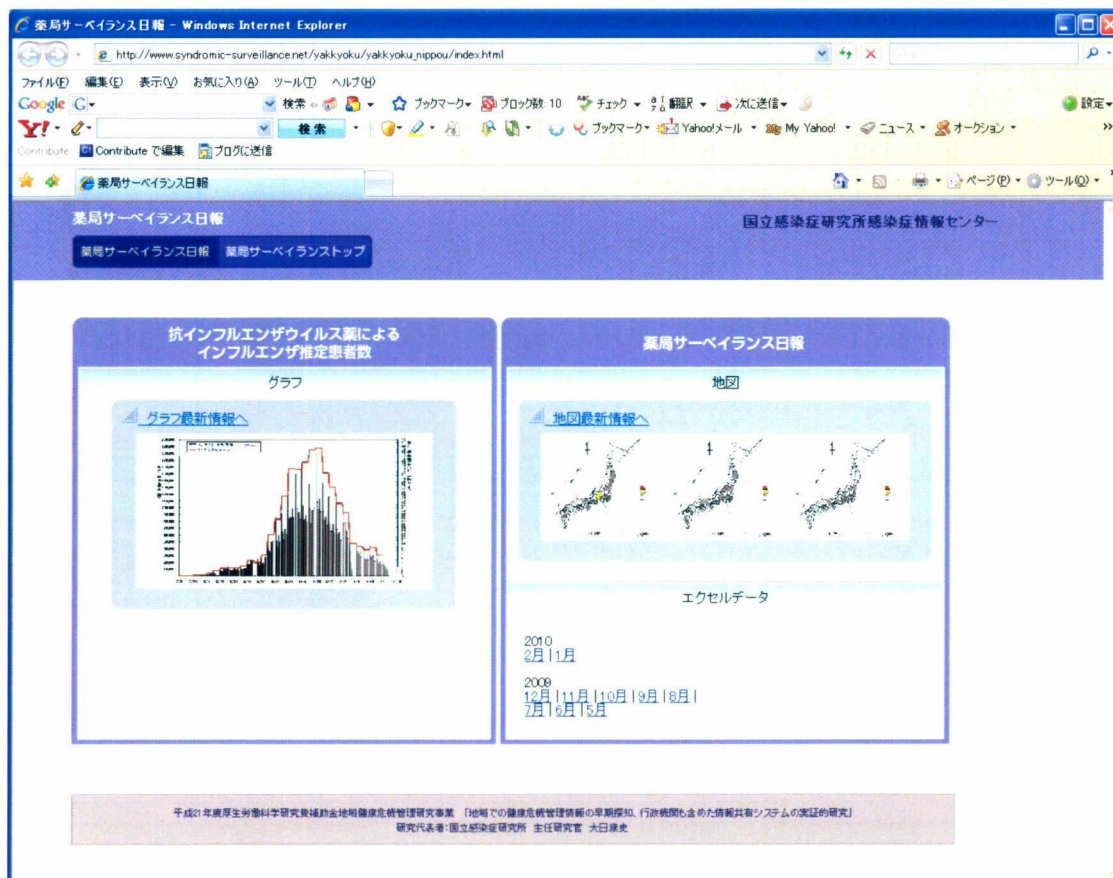 薬局サーベイランス日報 - Windows Internet Explorer
http://www.syndromic-surveillance.net/yakkyoku/yakkyoku_nippou/index.html
ファイル(F) 編集(E) 表示(V) お気に入り(A) ツール(T) ヘルプ(H)
Google 検索 ブックマーク ブロック数: 10 チェック 翻訳 次に送信 設定
Y! 検索 ブックマーク Yahoo!メール My Yahoo! ニュース オークション
Contribute Contribute で編集 ブログに送信
薬局サーベイランス日報 ページ(P) ツール(O)
薬局サーベイランス日報 国立感染症研究所感染症情報センター
薬局サーベイランス日報 薬局サーベイランストップ
抗インフルエンザウイルス薬による
インフルエンザ推定患者数
グラフ
グラフ最新情報へ
薬局サーベイランス日報
地図
地図最新情報へ
エクセルデータ
2010
2月 | 1月
2009
12月 | 11月 | 10月 | 9月 | 8月 |
7月 | 6月 | 5月
平成21年度厚生労働科学研究費補助金地域健康危機管理研究事業 「地域での健康危機管理情報の早期探知、行政機関も含めた情報共有システムの実証的研究」
研究代表者:国立感染症研究所 主任研究官 大日康史